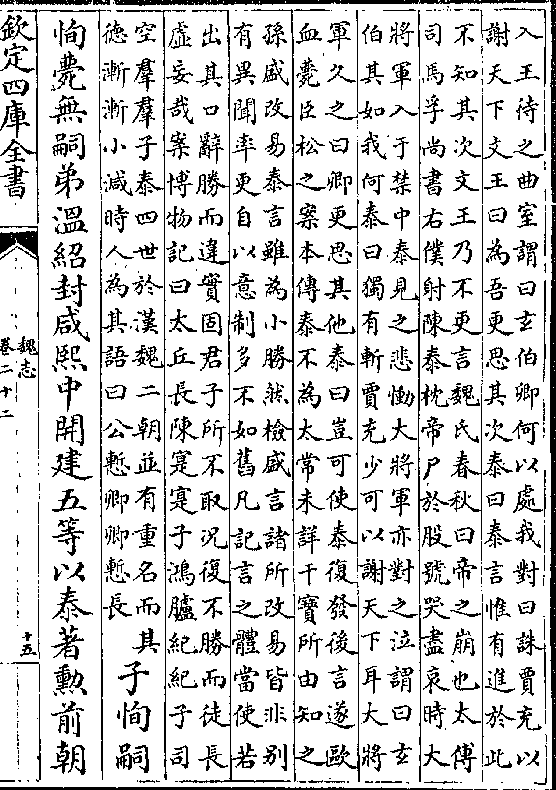 入王待之曲室謂曰玄伯卿何以處我對曰誅賈充以
謝天下文王曰為吾更思其次泰曰泰言惟有進於此
不知其次文王乃不更言魏氏春秋曰帝之崩也太傅
司馬孚尚書右僕射陳泰枕帝尸於股號哭盡哀時大
將軍入于禁中泰見之悲慟大將軍亦對之泣謂曰玄
伯其如我何泰曰獨有斬賈充少可以謝天下耳大將
軍久之曰卿更思其他泰曰豈可使泰復發後言遂歐
血薨臣松之案本傳泰不為太常未詳干寶所由知之
孫盛改易泰言雖為小勝然檢盛言諸所改易皆非別
有異聞率更自以意制多不如舊凡記言之體當使若
出其口辭勝而違實固君子所不取況復不勝而徒長
虛妄哉案博物記曰太丘長陳寔寔子鴻臚紀紀子司
空羣羣子泰四世於漢魏二朝並有重名而其
德漸漸小減時人為其語曰公慙卿卿慙長
子恂嗣
恂薨無嗣弟溫紹封咸熙中開建五等以泰著勳前朝
欽定四庫全書
魏志
卷二十二
十五